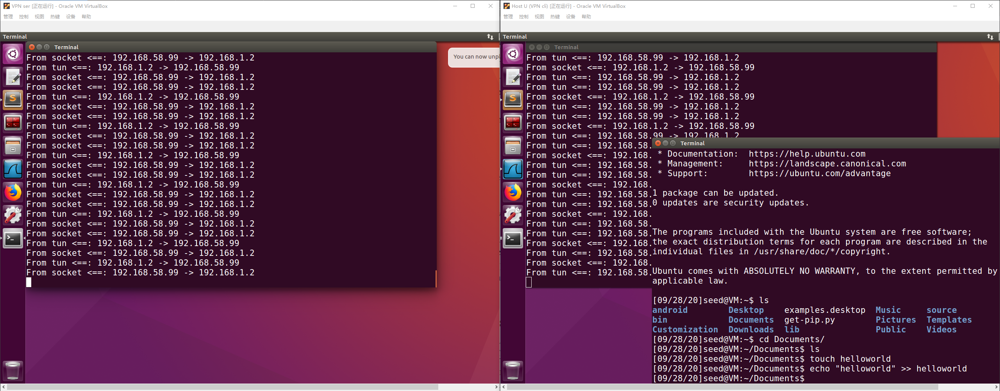 VPN ser [正在运行] - Oracle VM VirtualBox
管理 控制 视图 热键 设备 帮助
Terminal
Terminal
You can now unpl
From socket <==: 192.168.58.99 -> 192.168.1.2
From tun <==: 192.168.1.2 -> 192.168.58.99
From socket <==: 192.168.58.99 -> 192.168.1.2
From socket <==: 192.168.58.99 -> 192.168.1.2
From tun <==: 192.168.1.2 -> 192.168.58.99
From socket <==: 192.168.58.99 -> 192.168.1.2
From socket <==: 192.168.58.99 -> 192.168.1.2
From tun <==: 192.168.1.2 -> 192.168.58.99
From socket <==: 192.168.58.99 -> 192.168.1.2
From socket <==: 192.168.58.99 -> 192.168.1.2
From tun <==: 192.168.1.2 -> 192.168.58.99
From socket <==: 192.168.58.99 -> 192.168.1.2
From socket <==: 192.168.58.99 -> 192.168.1.2
From tun <==: 192.168.1.2 -> 192.168.58.99
From socket <==: 192.168.58.99 -> 192.168.1.2
From socket <==: 192.168.58.99 -> 192.168.1.2
From tun <==: 192.168.1.2 -> 192.168.58.99
From socket <==: 192.168.58.99 -> 192.168.1.2
From socket <==: 192.168.58.99 -> 192.168.1.2
From tun <==: 192.168.1.2 -> 192.168.58.99
From socket <==: 192.168.58.99 -> 192.168.1.2
From tun <==: 192.168.1.2 -> 192.168.58.99
From socket <==: 192.168.58.99 -> 192.168.1.2
Host U (VPN cli) [正在运行] - Oracle VM VirtualBox
管理 控制 视图 热键 设备 帮助
Terminal
Terminal
From tun <==: 192.168.58.99 -> 192.168.1.2
From socket <==: 192.168.1.2 -> 192.168.58.99
From tun <==: 192.168.58.99 -> 192.168.1.2
From tun <==: 192.168.58.99 -> 192.168.1.2
From socket <==: 192.168.1.2 -> 192.168.58.99
From tun <==: 192.168.58.99 -> 192.168.1.2
From tun <==: 192.168.58.99 -> 192.168.1.2
From socket <==: 192.168.1.2 -> 192.168.58.99
From tun <==: 192.168.58.99 -> 192.168.1.2
From tun <==: 192.168.58.
From socket <==: 192.168.
From tun <==: 192.168.58.
From tun <==: 192.168.58.
From socket <==: 192.168.
From tun <==: 192.168.58.
From tun <==: 192.168.58.
From socket <==: 192.168.
From tun <==: 192.168.58.
From tun <==: 192.168.58.
From socket <==: 192.168.
From tun <==: 192.168.58.
From socket <==: 192.168.
From tun <==: 192.168.58.
Terminal
* Documentation: https://help.ubuntu.com
* Management: https://landscape.canonical.com
* Support: https://ubuntu.com/advantage
1 package can be updated.
0 updates are security updates.
The programs included with the Ubuntu system are free software;
the exact distribution terms for each program are described in the
individual files in /usr/share/doc/*/copyright.
Ubuntu comes with ABSOLUTELY NO WARRANTY, to the extent permitted by
applicable law.
[09/28/20]seed@VM:~$ ls
android Desktop examples.desktop Music source
bin Documents get-pip.py Pictures Templates
Customization Downloads lib Public Videos
[09/28/20]seed@VM:~$ cd Documents/
[09/28/20]seed@VM:~/Documents$ ls
[09/28/20]seed@VM:~/Documents$ touch helloworld
[09/28/20]seed@VM:~/Documents$ echo "helloworld" >> helloworld
[09/28/20]seed@VM:~/Documents$